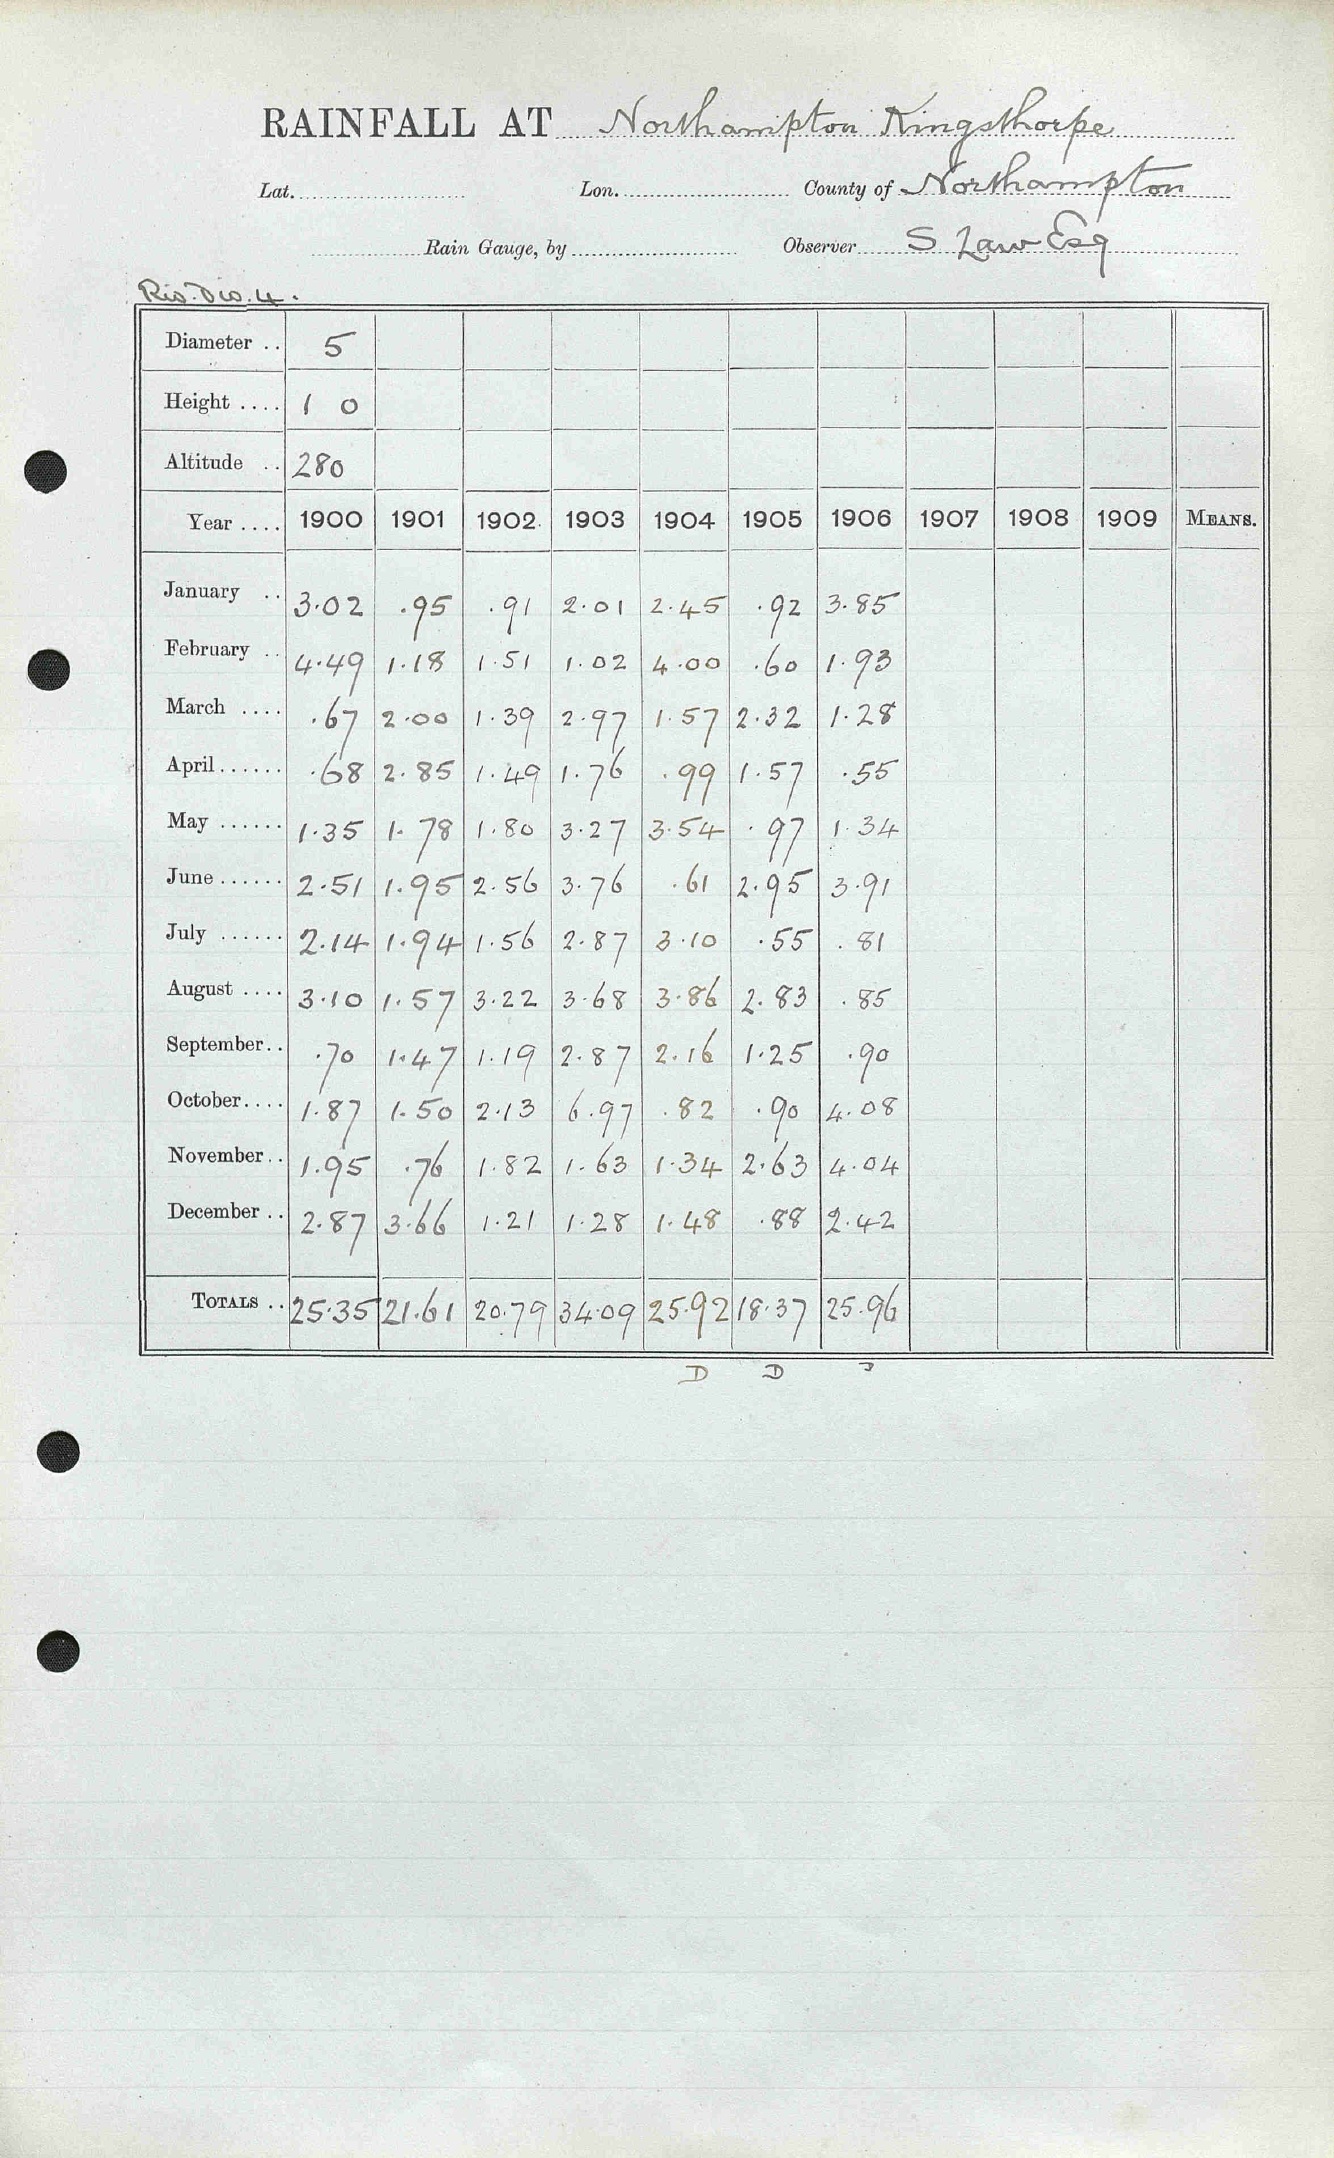 RAINFALL AT Northampton Kingsthorpe
Lat. Lon. County of Northampton
Rain Gauge, by Observer S Law Esq
Riv. Div. 4.
Diameter .. 5
Height .... 1 0
Altitude .. 280
Year .... 1900 1901 1902 1903 1904 1905 1906 1907 1908 1909 MEANS.
January .. 3.02 .95 .91 2.01 2.45 .92 3.85
February .. 4.49 1.18 1.51 1.02 4.00 .60 1.93
March .... .67 2.00 1.39 2.97 1.57 2.32 1.28
April...... .68 2.85 1.49 1.76 .99 1.57 .55
May ...... 1.35 1.78 1.80 3.27 3.54 .97 1.34
June...... 2.51 1.95 2.56 3.76 .61 2.95 3.91
July ...... 2.14 1.94 1.56 2.87 3.10 .55 .81
August .... 3.10 1.57 3.22 3.68 3.86 2.83 .85
September.. .70 1.47 1.19 2.87 2.16 1.25 .90
October.... 1.87 1.50 2.13 6.97 .82 .90 4.08
November.. 1.95 .76 1.82 1.63 1.34 2.63 4.04
December .. 2.87 3.66 1.21 1.28 1.48 .88 2.42
TOTALS .. 25.35 21.61 20.79 34.09 25.92 18.37 25.96
D D